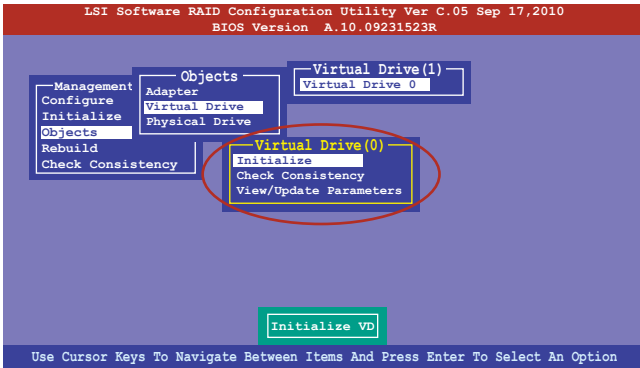 LSI Software RAID Configuration Utility Ver C.05 Sep 17,2010
BIOS Version A.10.09231523R
Management
Configure
Initialize
Objects
Rebuild
Check Consistency
Objects
Adapter
Virtual Drive
Physical Drive
Virtual Drive(1)
Virtual Drive 0
Virtual Drive(0)
Initialize
Check Consistency
View/Update Parameters
Initialize VD
Use Cursor Keys To Navigate Between Items And Press Enter To Select An Option